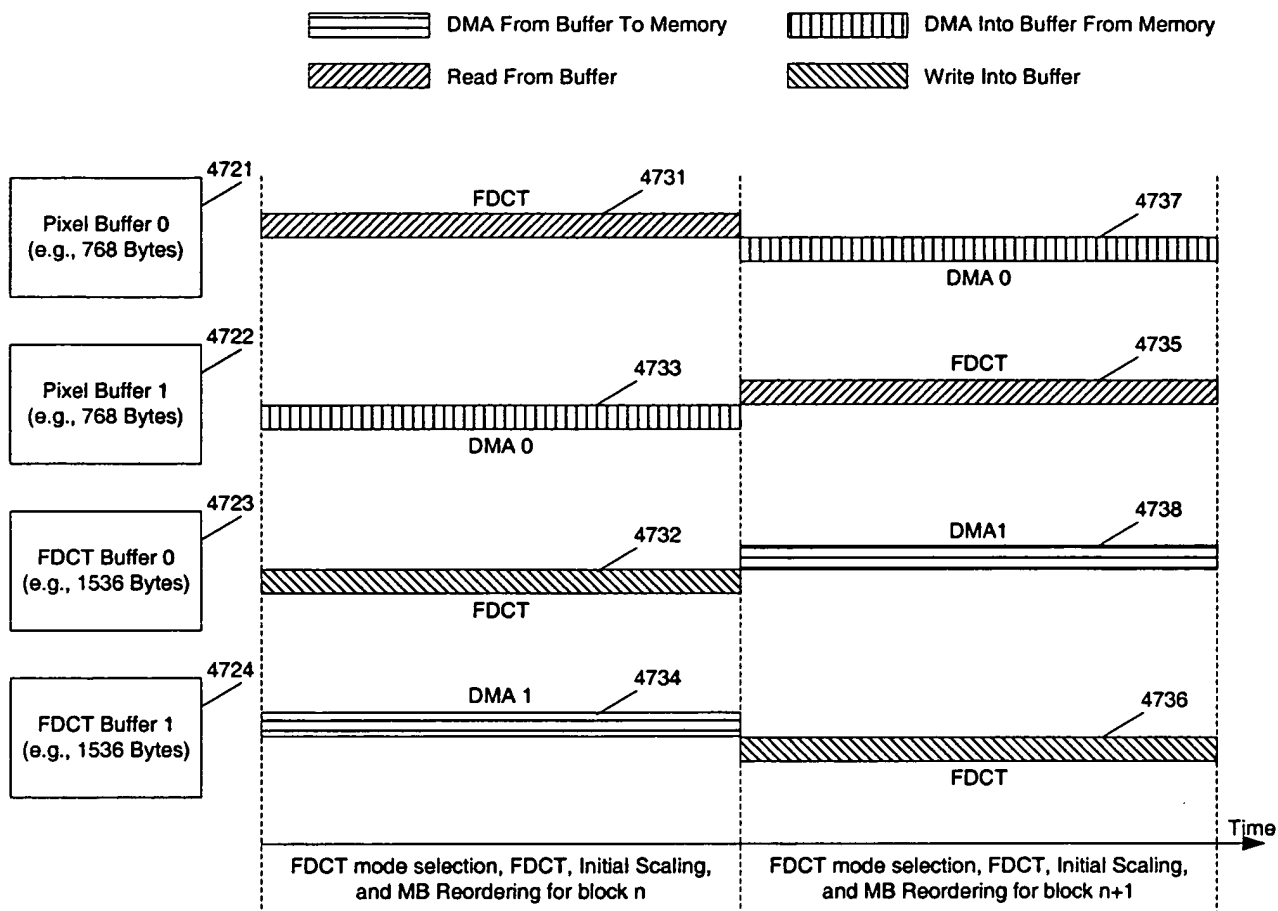 DMA From Buffer To Memory
DMA Into Buffer From Memory
Read From Buffer
Write Into Buffer
4721
Pixel Buffer 0
(e.g., 768 Bytes)
FDCT
4731
4737
DMA 0
4722
Pixel Buffer 1
(e.g., 768 Bytes)
4733
DMA 0
FDCT
4735
4723
FDCT Buffer 0
(e.g., 1536 Bytes)
4732
FDCT
DMA1
4738
4724
FDCT Buffer 1
(e.g., 1536 Bytes)
DMA 1
4734
4736
FDCT
Time
FDCT mode selection, FDCT, Initial Scaling,
and MB Reordering for block n
FDCT mode selection, FDCT, Initial Scaling,
and MB Reordering for block n+1